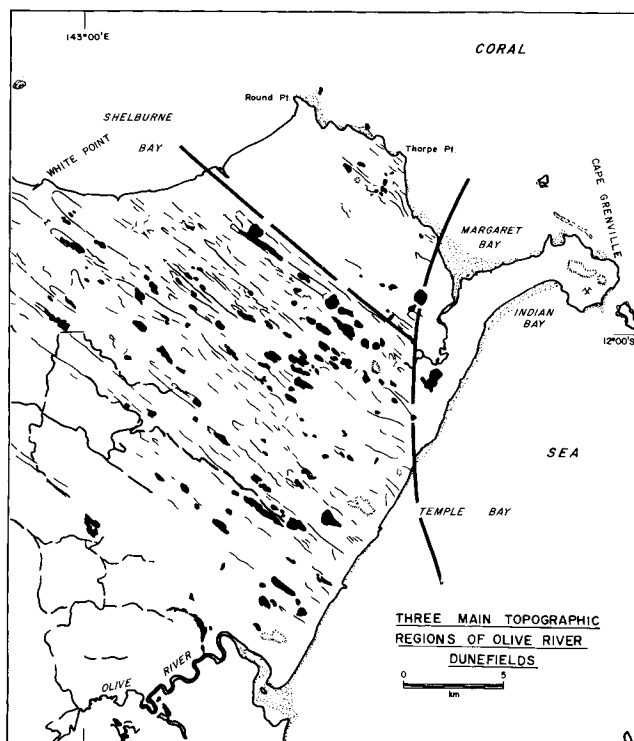 143°00'E
CORAL
Round Pt.
SHELBURNE
BAY
WHITE POINT
Thorpe Pt.
CAPE GRENVILLE
MARGARET
BAY
INDIAN
BAY
12°00'S
SEA
TEMPLE BAY
THREE MAIN TOPOGRAPHIC
REGIONS OF OLIVE RIVER
DUNEFIELDS
0 5
km
OLIVE RIVER